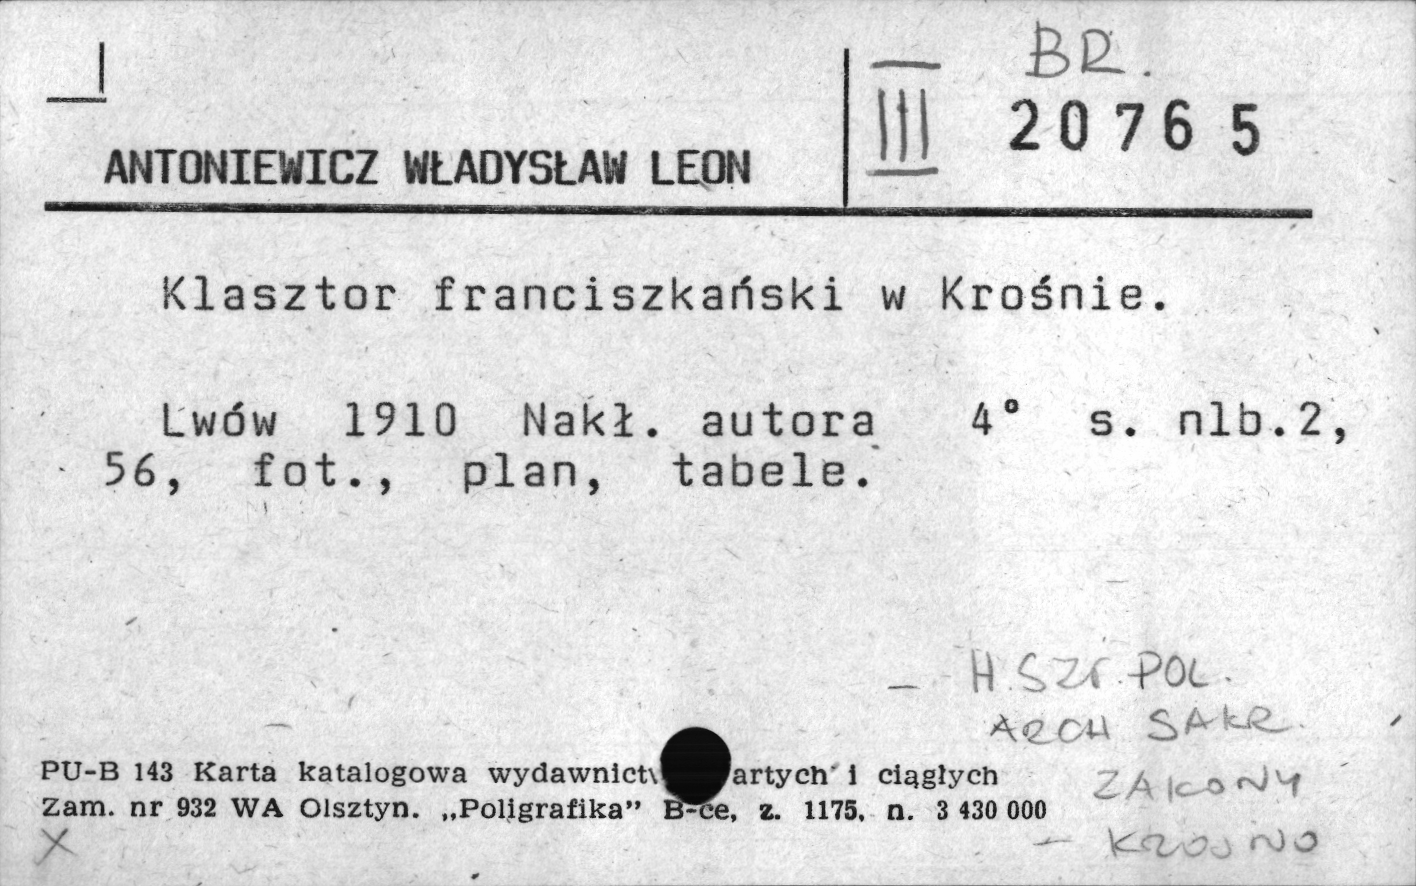 BR.
III 20765
ANTONIEWICZ WŁADYSŁAW LEON
Klasztor franciszkański w Krośnie.
Lwów 1910 Nakł. autora 4° s. nlb.2,
56, fot., plan, tabele.
H.SZT.POL.
ARCH SAKR.
PU-B 143 Karta katalogowa wydawnictw artych i ciągłych
ZAKONY
Zam. nr 932 WA Olsztyn. „Poligrafika” B-ce, z. 1175, n. 3 430 000
X
- KROSNO